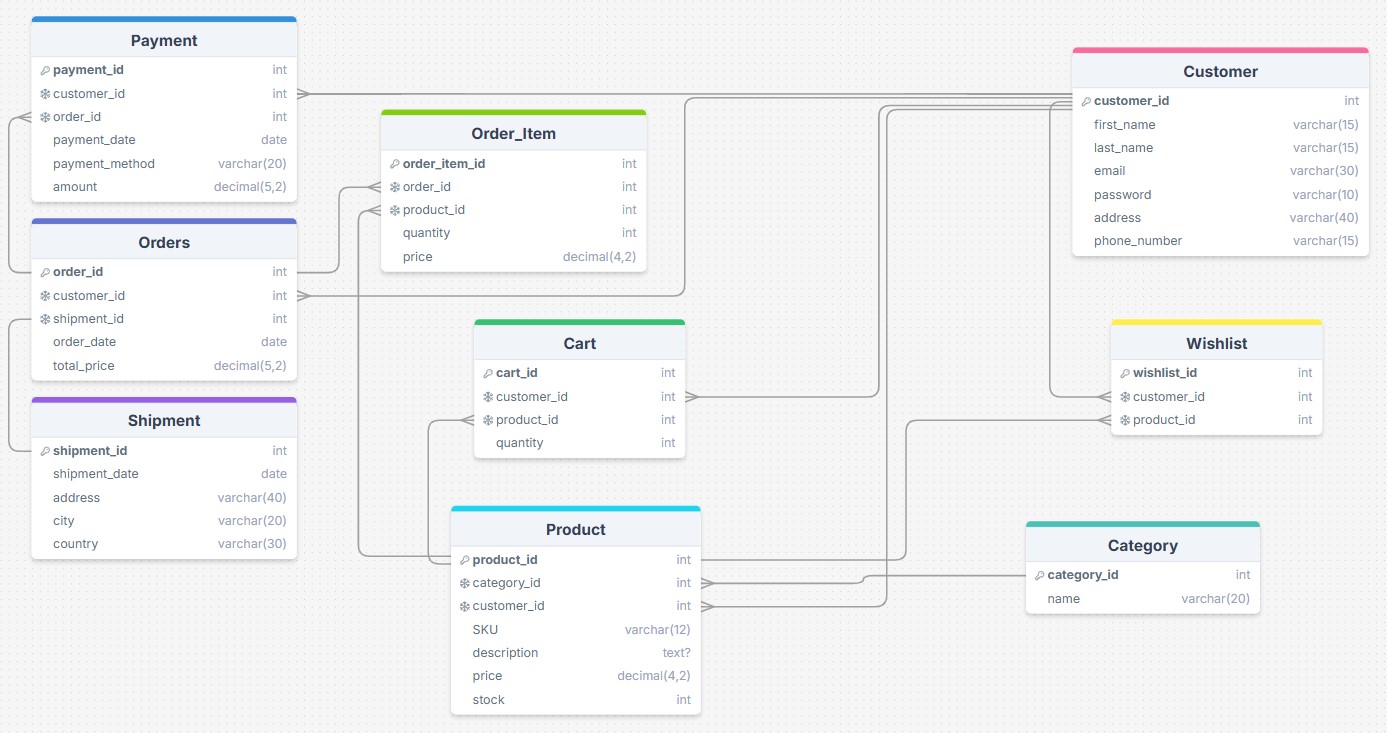 Payment
payment_id int
customer_id int
order_id int
payment_date date
payment_method varchar(20)
amount decimal(5,2)
Orders
order_id int
customer_id int
shipment_id int
order_date date
total_price decimal(5,2)
Shipment
shipment_id int
shipment_date date
address varchar(40)
city varchar(20)
country varchar(30)
Order_Item
order_item_id int
order_id int
product_id int
quantity int
price decimal(4,2)
Cart
cart_id int
customer_id int
product_id int
quantity int
Product
product_id int
category_id int
customer_id int
SKU varchar(12)
description text?
price decimal(4,2)
stock int
Customer
customer_id int
first_name varchar(15)
last_name varchar(15)
email varchar(30)
password varchar(10)
address varchar(40)
phone_number varchar(15)
Wishlist
wishlist_id int
customer_id int
product_id int
Category
category_id int
name varchar(20)